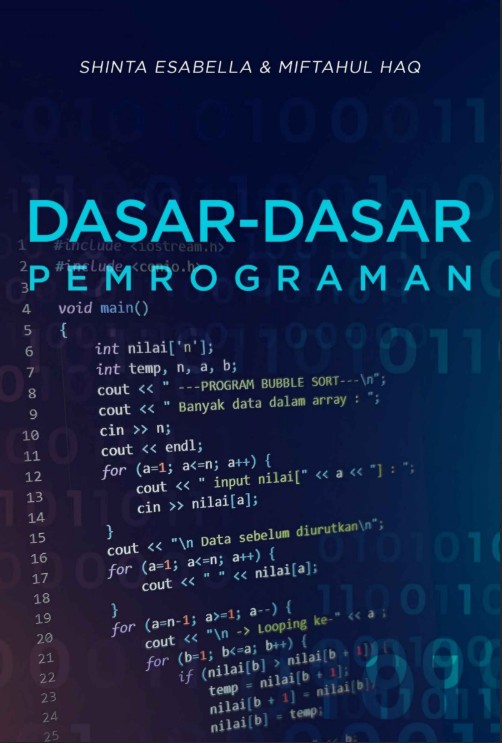 SHINTA ESABELLA & MIFTAHUL HAQ
DASAR-DASAR
PEMROGRAMAN
1 #include <iostream.h>
2 #include <conio.h>
3
4 void main()
5 {
6 int nilai['n'];
7 int temp, n, a, b;
8 cout << " ---PROGRAM BUBBLE SORT---\n";
9 cout << " Banyak data dalam array : ";
10 cin >> n;
11 cout << endl;
12 for (a=1; a<=n; a++) {
13 cout << " input nilai[" << a << "] : ";
14 cin >> nilai[a];
15 }
16 cout << "\n Data sebelum diurutkan\n";
17 for (a=1; a<=n; a++) {
18 cout << " " << nilai[a];
19 }
20 for (a=n-1; a>=1; a--) {
21 cout << "\n -> Looping ke-" << a ;
22 for (b=1; b<=a; b++) {
23 if (nilai[b] > nilai[b + 1]) {
24 temp = nilai[b + 1];
25 nilai[b + 1] = nilai[b];
nilai[b] = temp;